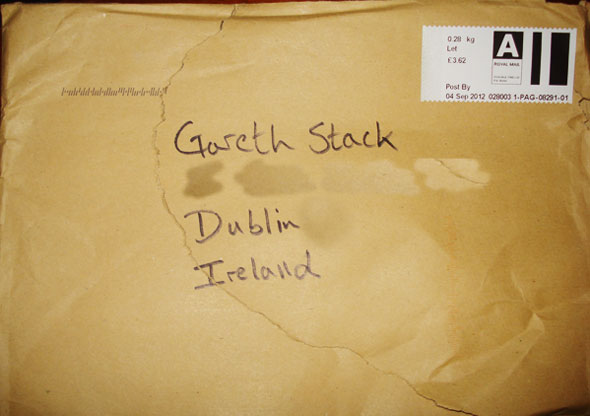 0.28 kg
Let
£3.62
A
ROYAL MAIL
Post By
04 Sep 2012 028003 1-PAG-08291-01
Gareth Stack
Dublin
Ireland